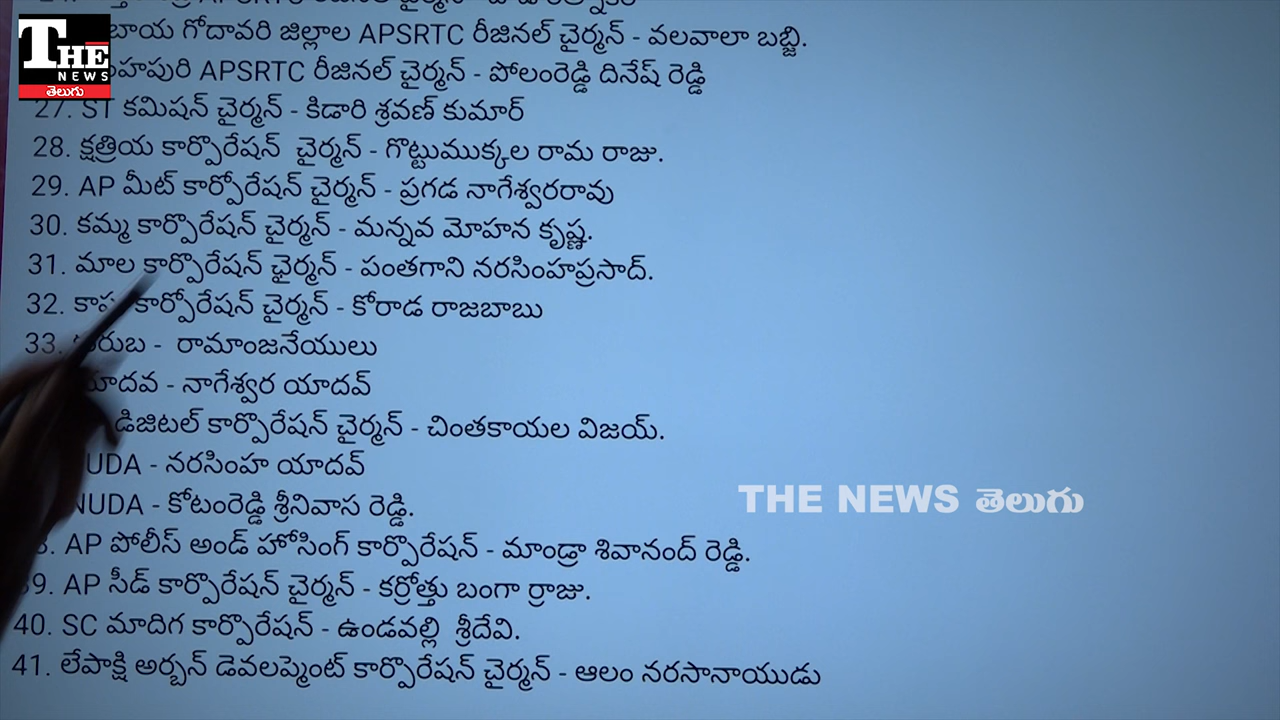 THE
NEWS
తెలుగు
గోదావరి జిల్లాల APSRTC రీజినల్ చైర్మన్ - వలవాలా బబ్జి.
APSRTC రీజినల్ చైర్మన్ - పోలంరెడ్డి దినేష్ రెడ్డి
27. ST కమిషన్ చైర్మన్ - కిడారి శ్రవణ్ కుమార్
28. క్షత్రియ కార్పొరేషన్ చైర్మన్ - గొట్టుముక్కల రామ రాజు.
29. AP మీట్ కార్పోరేషన్ చైర్మన్ - ప్రగడ నాగేశ్వరరావు
30. కమ్మ కార్పొరేషన్ చైర్మన్ - మన్నవ మోహన కృష్ణ.
31. మాల కార్పొరేషన్ ఛైర్మన్ - పంతగాని నరసింహప్రసాద్.
32. కార్పోరేషన్ చైర్మన్ - కోరాడ రాజబాబు
33. - రామాంజనేయులు
యాదవ - నాగేశ్వర యాదవ్
డిజిటల్ కార్పొరేషన్ చైర్మన్ - చింతకాయల విజయ్.
UDA - నరసింహ యాదవ్
NUDA - కోటంరెడ్డి శ్రీనివాస రెడ్డి.
AP పోలీస్ అండ్ హోసింగ్ కార్పొరేషన్ - మాండ్రా శివానంద్ రెడ్డి.
39. AP సీడ్ కార్పొరేషన్ చైర్మన్ - కర్రోత్తు బంగా ర్రాజు.
40. SC మాదిగ కార్పొరేషన్ - ఉండవల్లి శ్రీదేవి.
41. లేపాక్షి అర్బన్ డెవలప్మెంట్ కార్పొరేషన్ చైర్మన్ - ఆలం నరసానాయుడు
THE NEWS తెలుగు